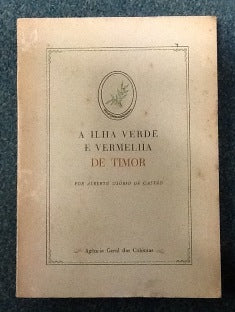 A ILHA VERDE
E VERMELHA
DE TIMOR
POR ALBERTO OSÓRIO DE CASTRO
Agência Geral das Colónias